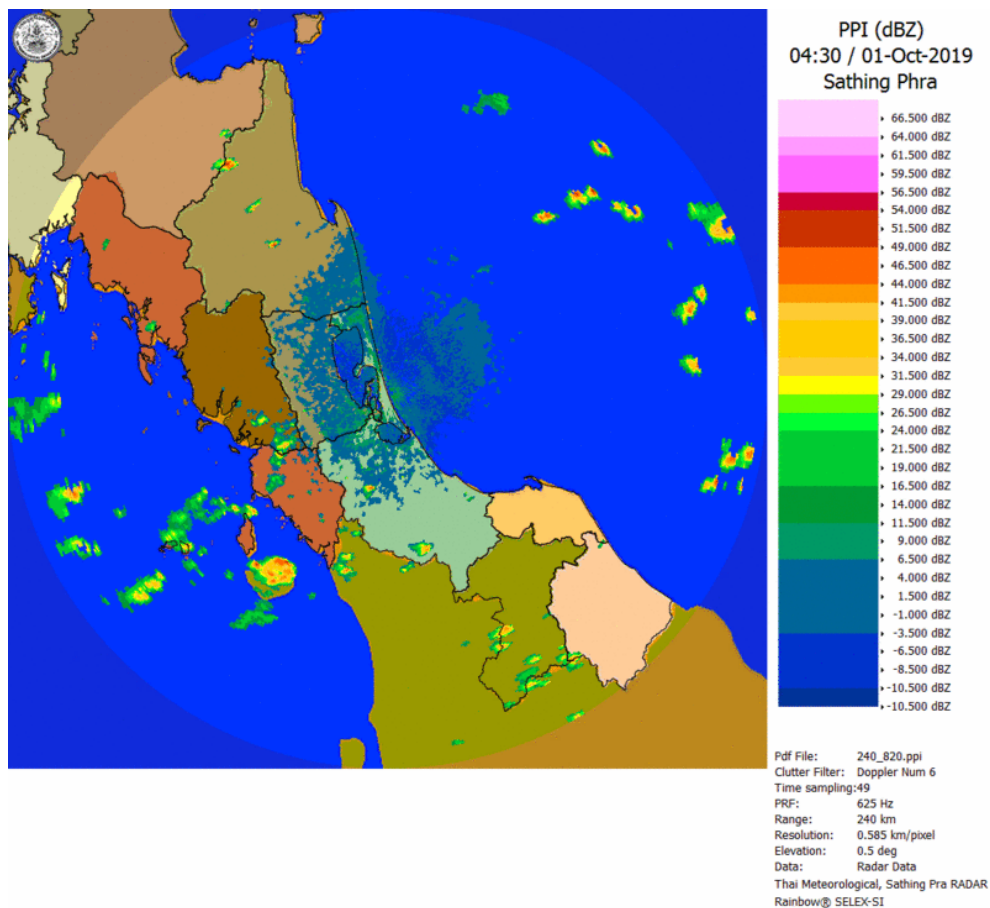 PPI (dBZ)
04:30 / 01-Oct-2019
Sathing Phra
66.500 dBZ
64.000 dBZ
61.500 dBZ
59.500 dBZ
56.500 dBZ
54.000 dBZ
51.500 dBZ
49.000 dBZ
46.500 dBZ
44.000 dBZ
41.500 dBZ
39.000 dBZ
36.500 dBZ
34.000 dBZ
31.500 dBZ
29.000 dBZ
26.500 dBZ
24.000 dBZ
21.500 dBZ
19.000 dBZ
16.500 dBZ
14.000 dBZ
11.500 dBZ
9.000 dBZ
6.500 dBZ
4.000 dBZ
1.500 dBZ
-1.000 dBZ
-3.500 dBZ
-6.500 dBZ
-8.500 dBZ
-10.500 dBZ
-10.500 dBZ
Pdf File: 240_820.ppi
Clutter Filter: Doppler Num 6
Time sampling:49
PRF: 625 Hz
Range: 240 km
Resolution: 0.585 km/pixel
Elevation: 0.5 deg
Data: Radar Data
Thai Meteorological, Sathing Pra RADAR
Rainbow® SELEX-SI